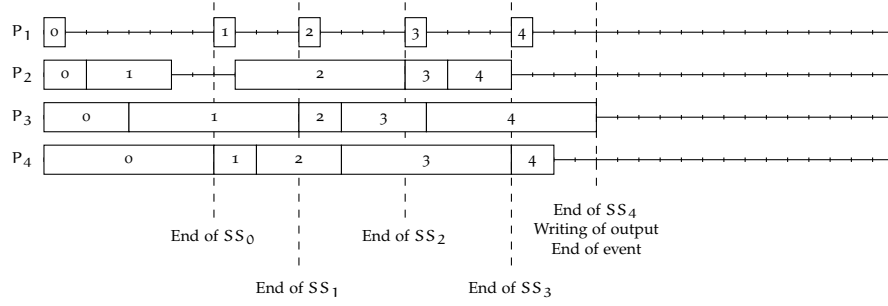 P1 0 1 2 3 4
P2 0 1 2 3 4
P3 0 1 2 3 4
P4 0 1 2 3 4
End of SS0
End of SS2
End of SS4
Writing of output
End of event
End of SS1
End of SS3